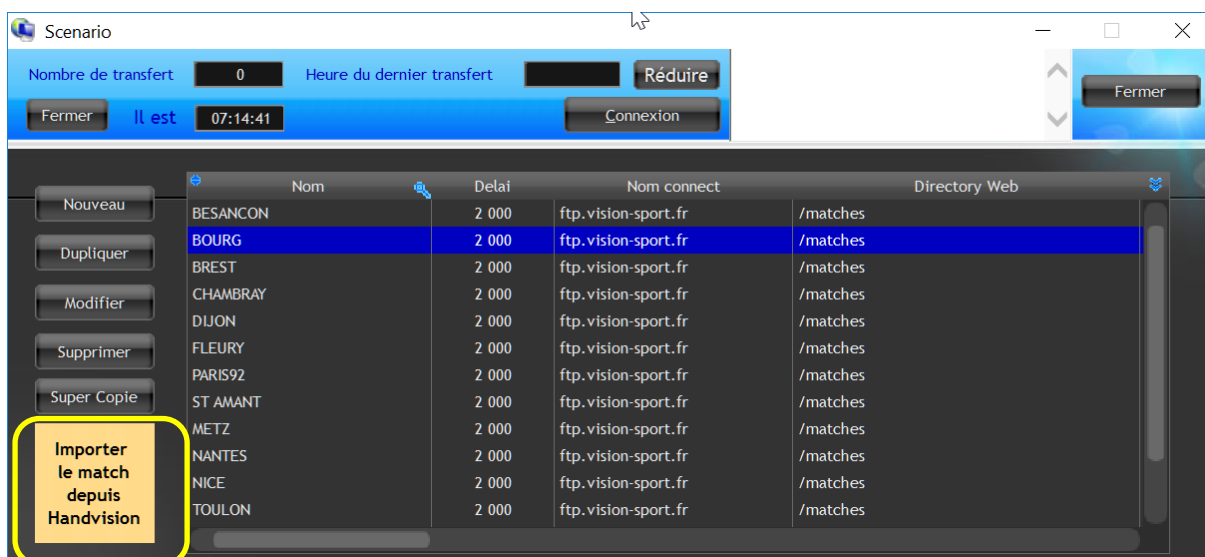 Scenario
Nombre de transfert 0 Heure du dernier transfert Réduire
Fermer
Fermer Il est 07:14:41 Connexion
Nom Delai Nom connect Directory Web
Nouveau
BESANCON 2 000 ftp.vision-sport.fr /matches
BOURG 2 000 ftp.vision-sport.fr /matches
Dupliquer
BREST 2 000 ftp.vision-sport.fr /matches
CHAMBRAY 2 000 ftp.vision-sport.fr /matches
Modifier
DIJON 2 000 ftp.vision-sport.fr /matches
FLEURY 2 000 ftp.vision-sport.fr /matches
Supprimer
PARIS92 2 000 ftp.vision-sport.fr /matches
Super Copie
ST AMANT 2 000 ftp.vision-sport.fr /matches
METZ 2 000 ftp.vision-sport.fr /matches
NANTES 2 000 ftp.vision-sport.fr /matches
NICE 2 000 ftp.vision-sport.fr /matches
TOULON 2 000 ftp.vision-sport.fr /matches
Importer
le match
depuis
Handvision